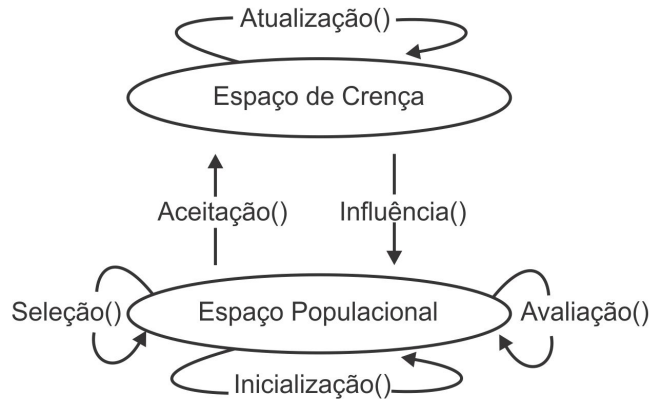 Atualização()
Espaço de Crença
Aceitação() Influência()
Seleção() Espaço Populacional Avaliação()
Inicialização()